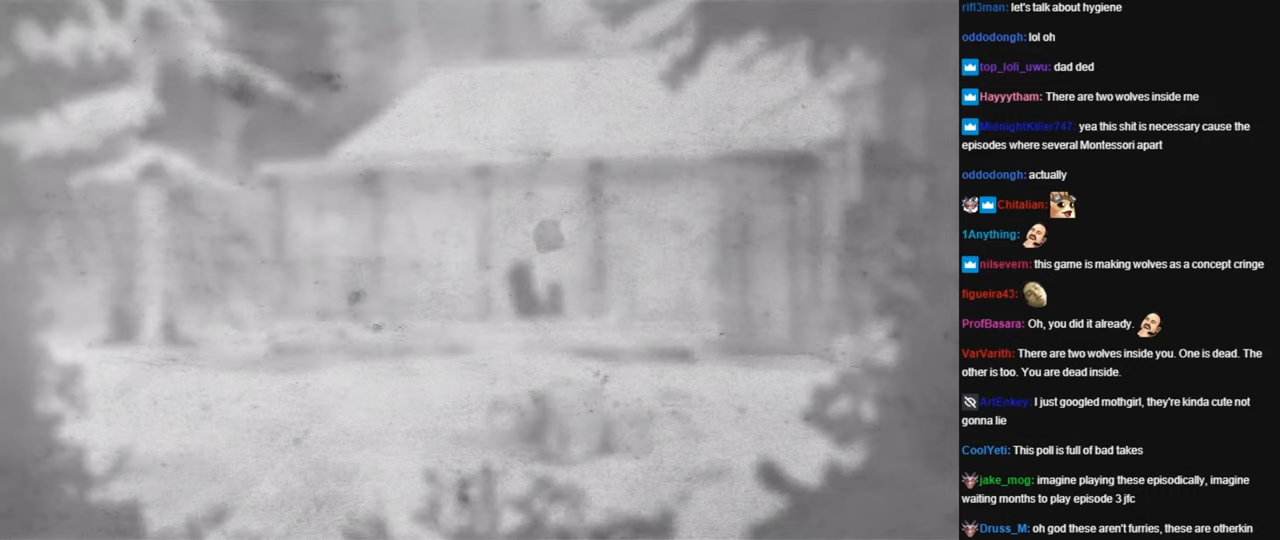 rifl3man: let's talk about hygiene
oddodongh: lol oh
top_loli_uwu: dad ded
Hayyytham: There are two wolves inside me
MidnightKiller747: yea this shit is necessary cause the
episodes where several Montessori apart
oddodongh: actually
Chitalian:
1Anything:
nilsevern: this game is making wolves as a concept cringe
figueira43:
ProfBasara: Oh, you did it already.
VarVarith: There are two wolves inside you. One is dead. The
other is too. You are dead inside.
ArtEnkey: I just googled mothgirl, they're kinda cute not
gonna lie
CoolYeti: This poll is full of bad takes
jake_mog: imagine playing these episodically, imagine
waiting months to play episode 3 jfc
Druss_M: oh god these aren't furries, these are otherkin